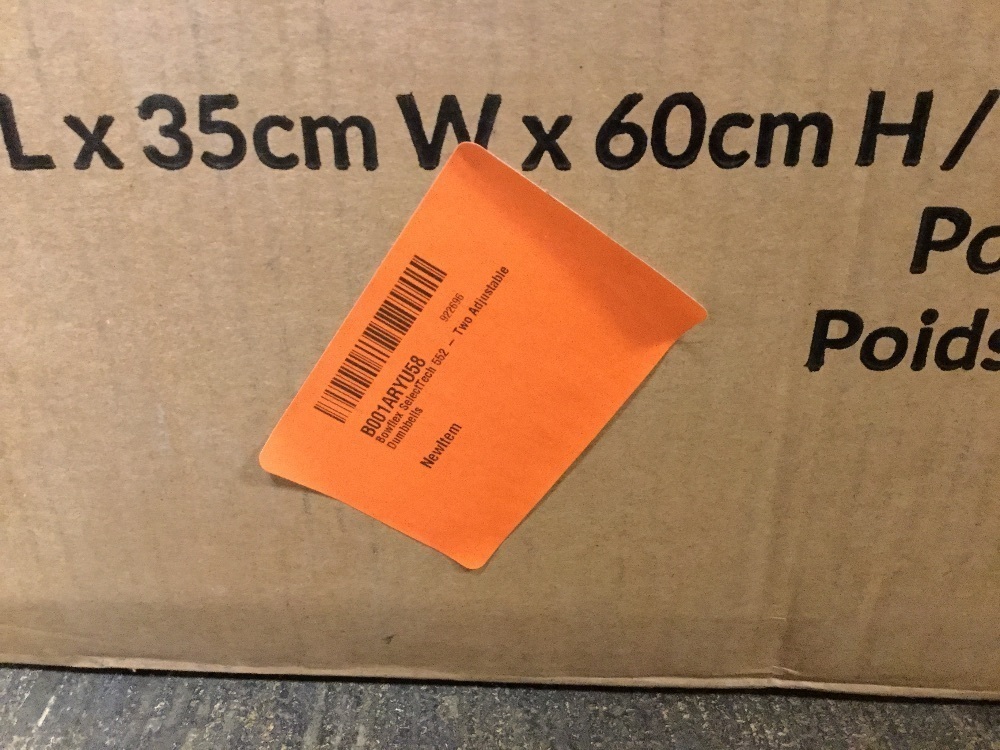 L x 35cm W x 60cm H /
Po
Poids
922696
B001ARYU58
Bowflex SelectTech 552 – Two Adjustable
Dumbbells
NewItem